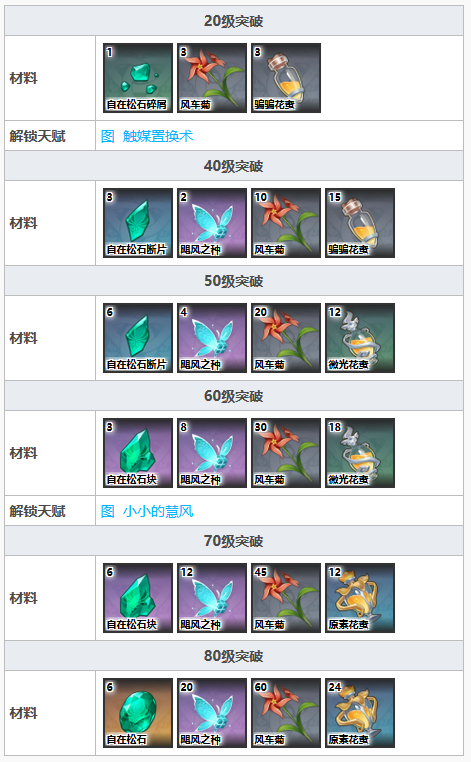 20级突破
材料
1 3 3
自在松石碎屑 风车菊 骗骗花蜜
解锁天赋 图 触媒置换术
40级突破
材料
3 2 10 15
自在松石断片 飓风之种 风车菊 骗骗花蜜
50级突破
材料
6 4 20 12
自在松石断片 飓风之种 风车菊 微光花蜜
60级突破
材料
3 8 30 18
自在松石块 飓风之种 风车菊 微光花蜜
解锁天赋 图 小小的慧风
70级突破
材料
6 12 45 12
自在松石块 飓风之种 风车菊 原素花蜜
80级突破
材料
6 20 60 24
自在松石 飓风之种 风车菊 原素花蜜